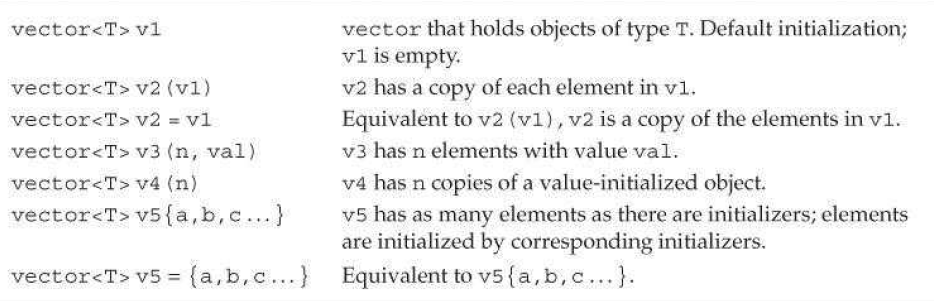 vector<T> v1 vector that holds objects of type T. Default initialization;
v1 is empty.
vector<T> v2 (v1) v2 has a copy of each element in v1.
vector<T> v2 = v1 Equivalent to v2 (v1), v2 is a copy of the elements in v1.
vector<T> v3 (n, val) v3 has n elements with value val.
vector<T> v4 (n) v4 has n copies of a value-initialized object.
vector<T> v5{a,b,c...} v5 has as many elements as there are initializers; elements
are initialized by corresponding initializers.
vector<T> v5 = {a,b,c...} Equivalent to v5{a,b,c...}.